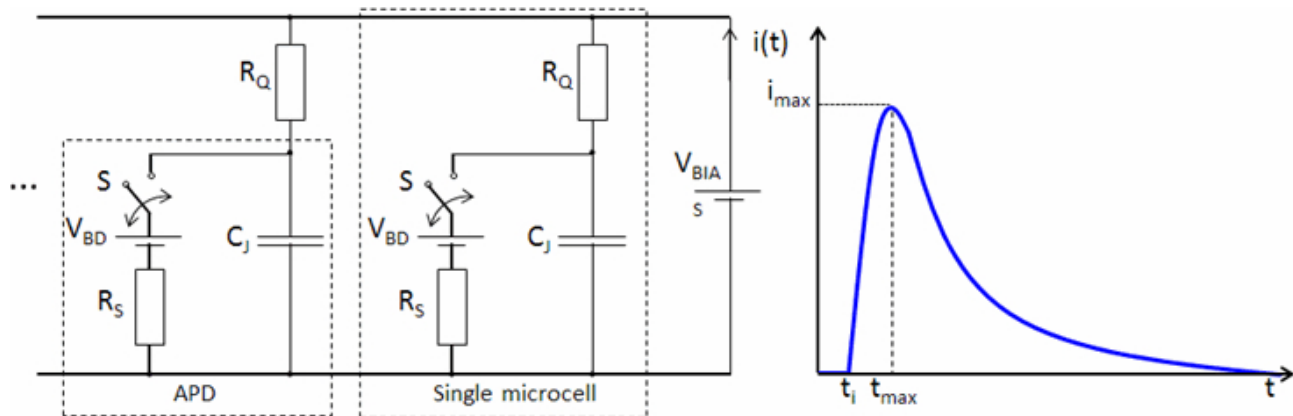 R_Q
R_Q
i(t)
i_max
...
S
V_BD
C_J
S
V_BD
C_J
V_BIA
S
R_S
R_S
APD
Single microcell
t_i
t_max
t